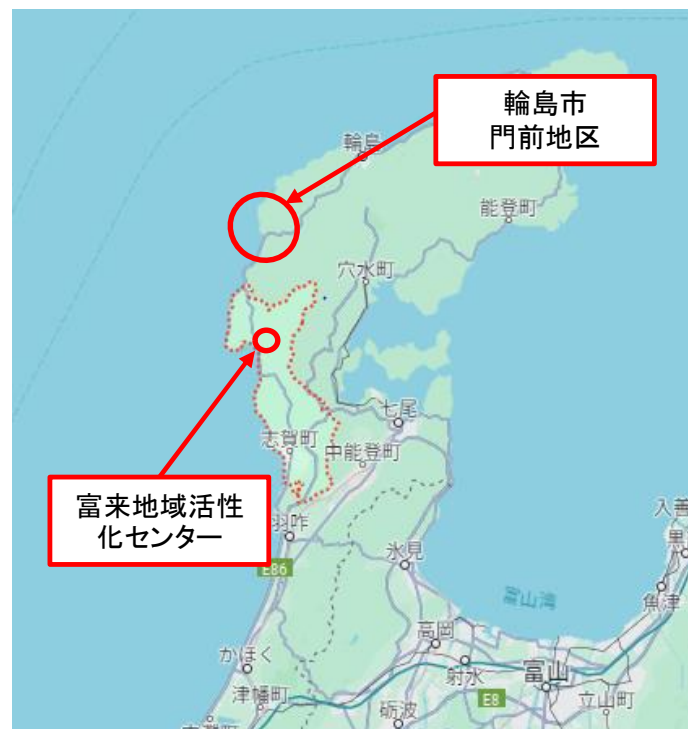 輪島市
門前地区
輪島
能登町
穴水町
七尾
志賀町
中能登町
富来地域活性
化センター
羽咋
E86
氷見
入善
黒
富山湾
魚津
高岡
かほく
射水
富山
E8
津幡町
立山町
砺波